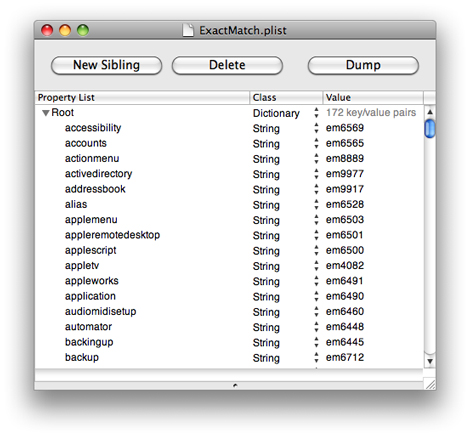 ExactMatch.plist
New Sibling Delete Dump
Property List Class Value
Root Dictionary 172 key/value pairs
accessibility String em6569
accounts String em6565
actionmenu String em8889
activedirectory String em9977
addressbook String em9917
alias String em6528
applemenu String em6503
appleremotedesktop String em6501
applescript String em6500
appletv String em4082
appleworks String em6491
application String em6490
audiomidisetup String em6460
automator String em6448
backingup String em6445
backup String em6712